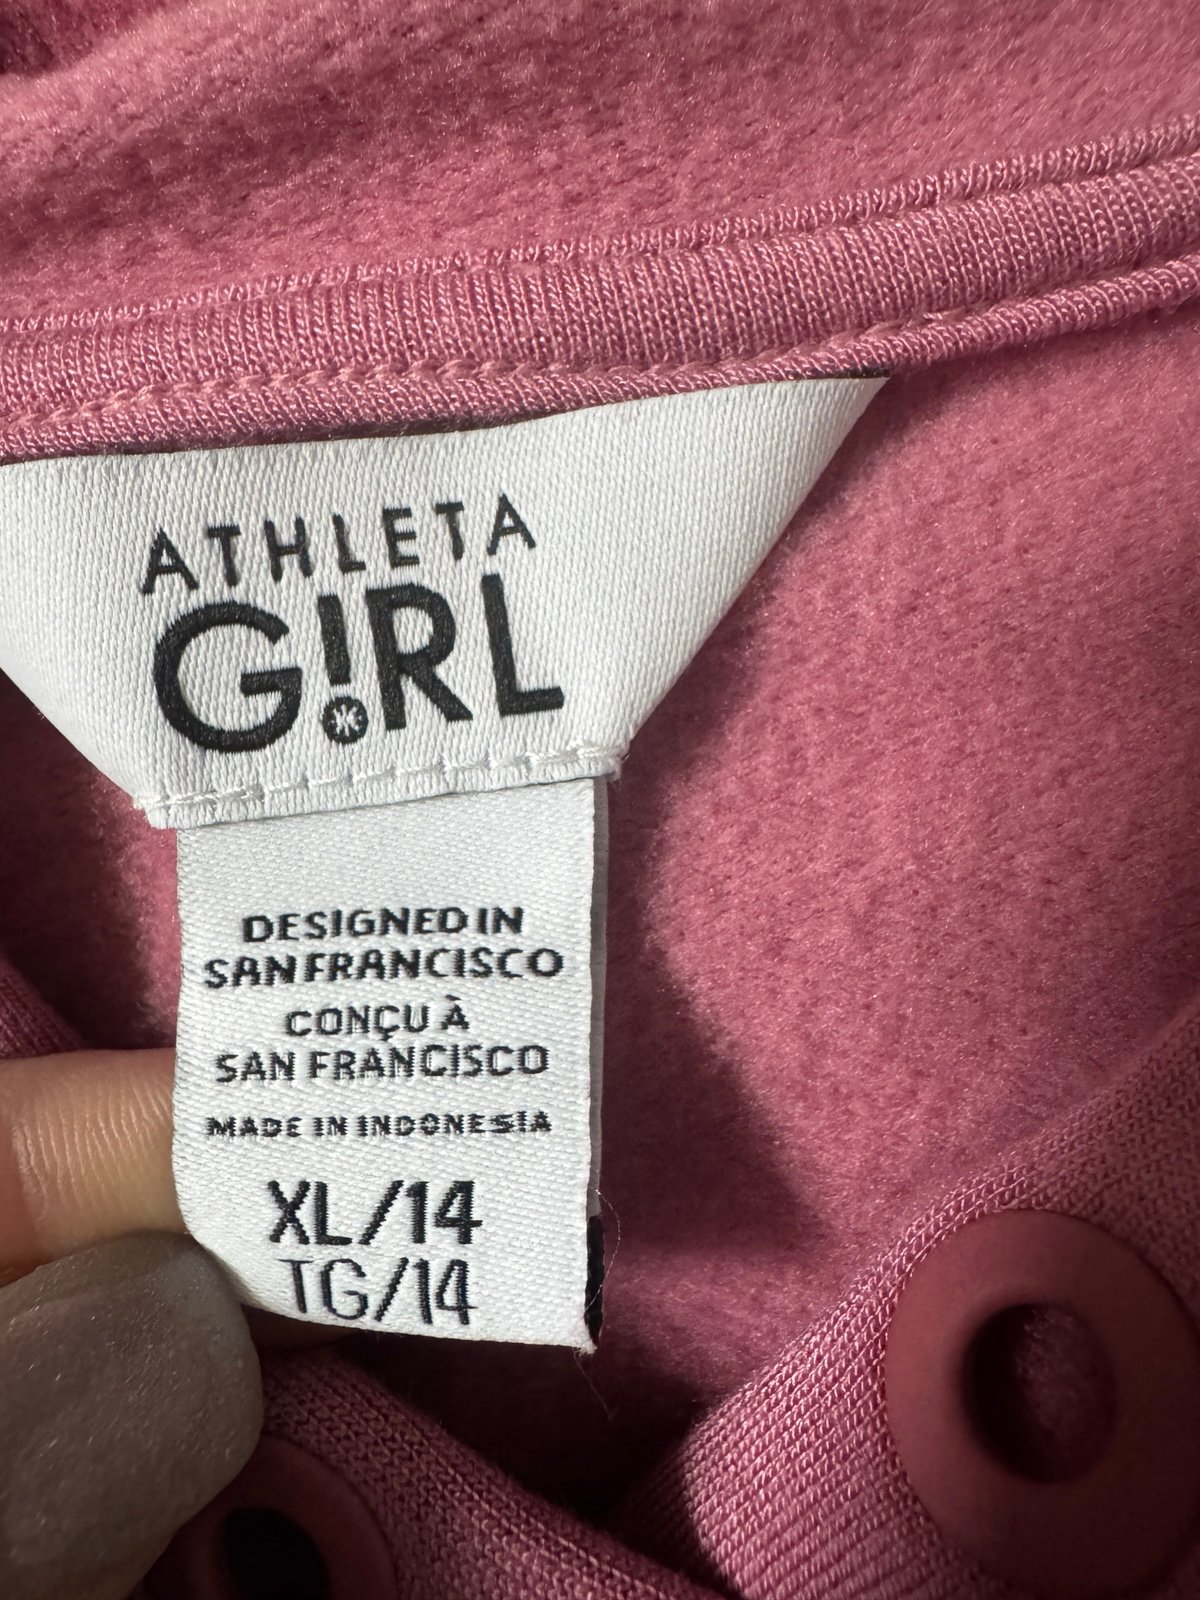 ATHLETA
G!RL
DESIGNED IN
SAN FRANCISCO
CONÇU À
SAN FRANCISCO
MADE IN INDONESIA
XL/14
TG/14